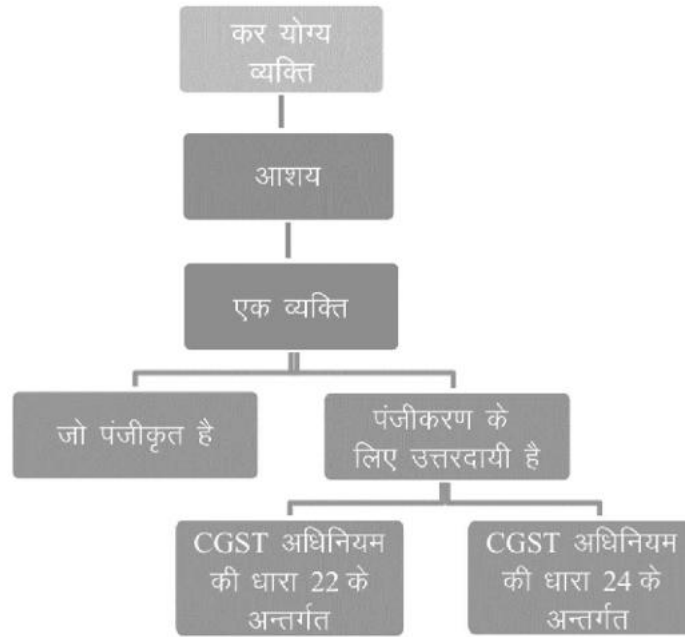 कर योग्य
व्यक्ति
आशय
एक व्यक्ति
जो पंजीकृत है
पंजीकरण के
लिए उत्तरदायी है
CGST अधिनियम
की धारा 22 के
अन्तर्गत
CGST अधिनियम
की धारा 24 के
अन्तर्गत